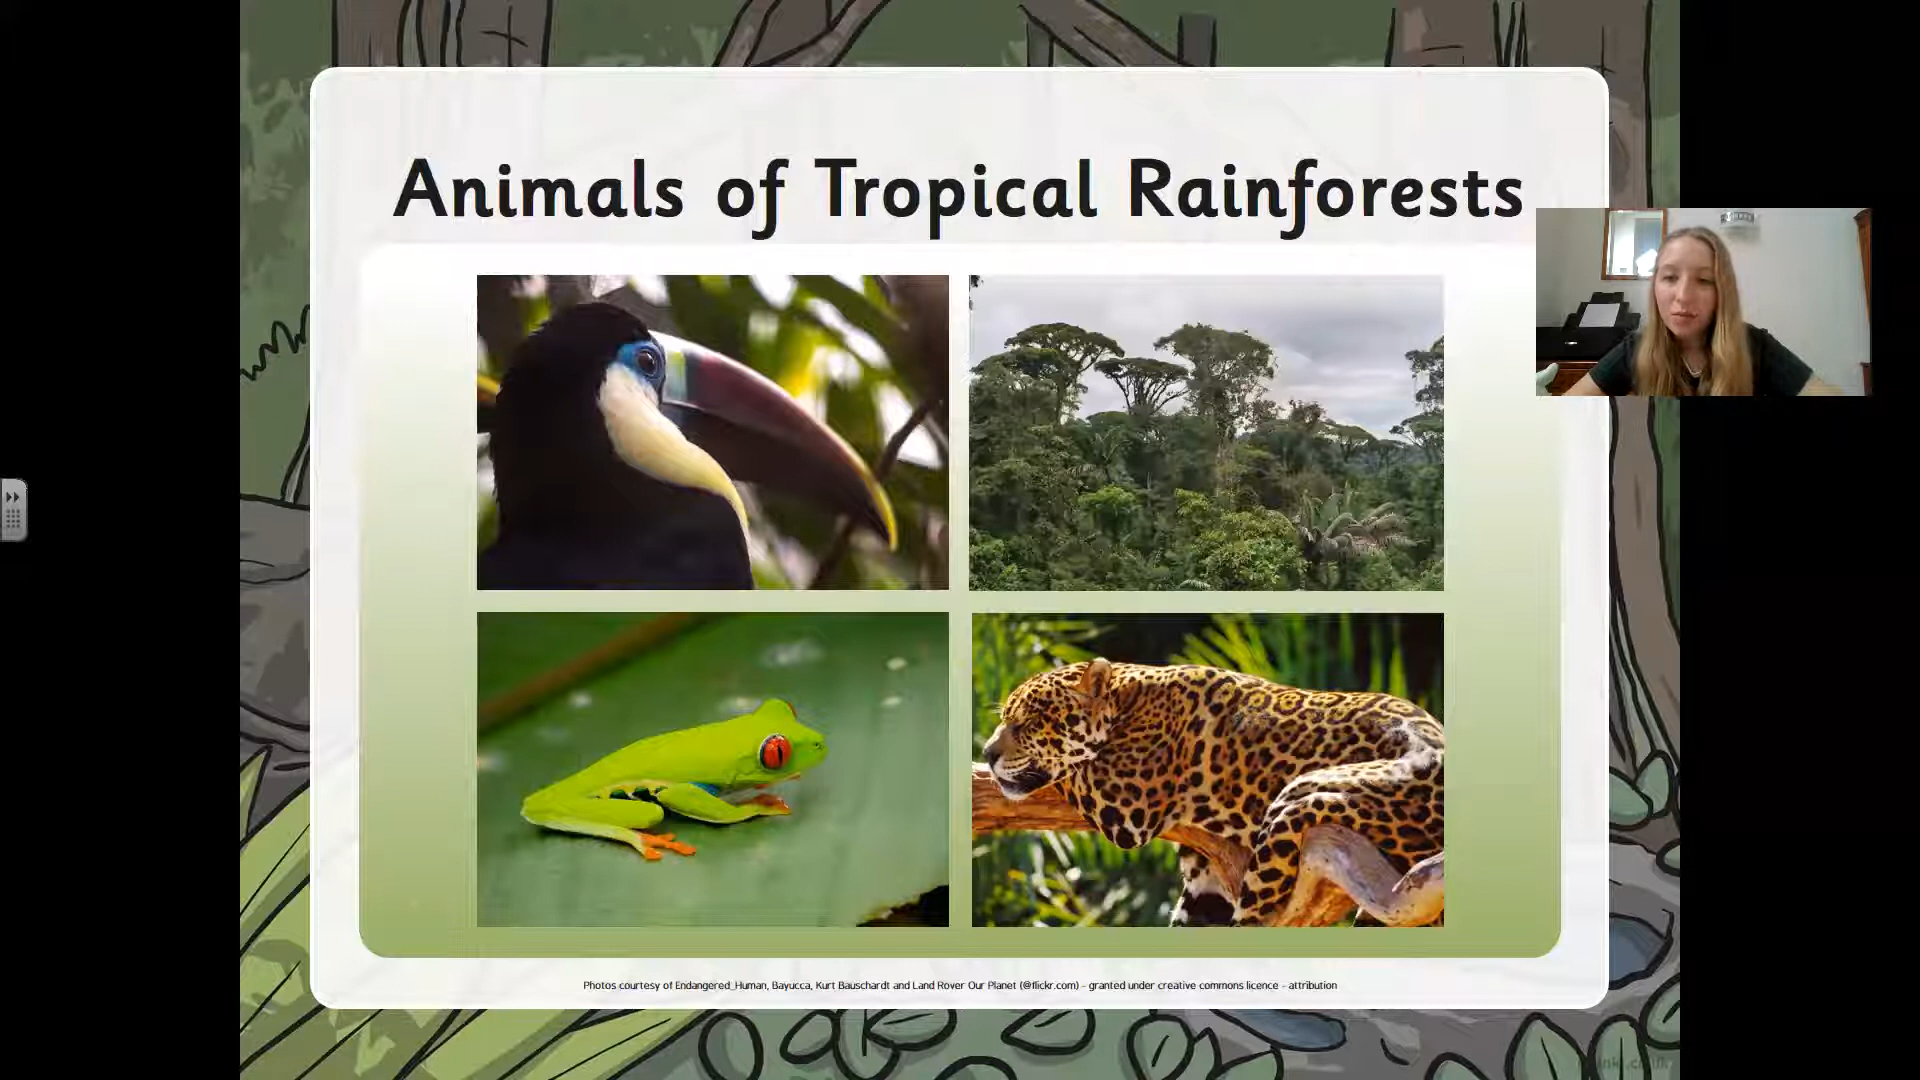 Animals of Tropical Rainforests
Photos courtesy of Endangered_Human, Bayucca, Kurt Bauschardt and Land Rover Our Planet (@flickr.com) - granted under creative commons licence - attribution